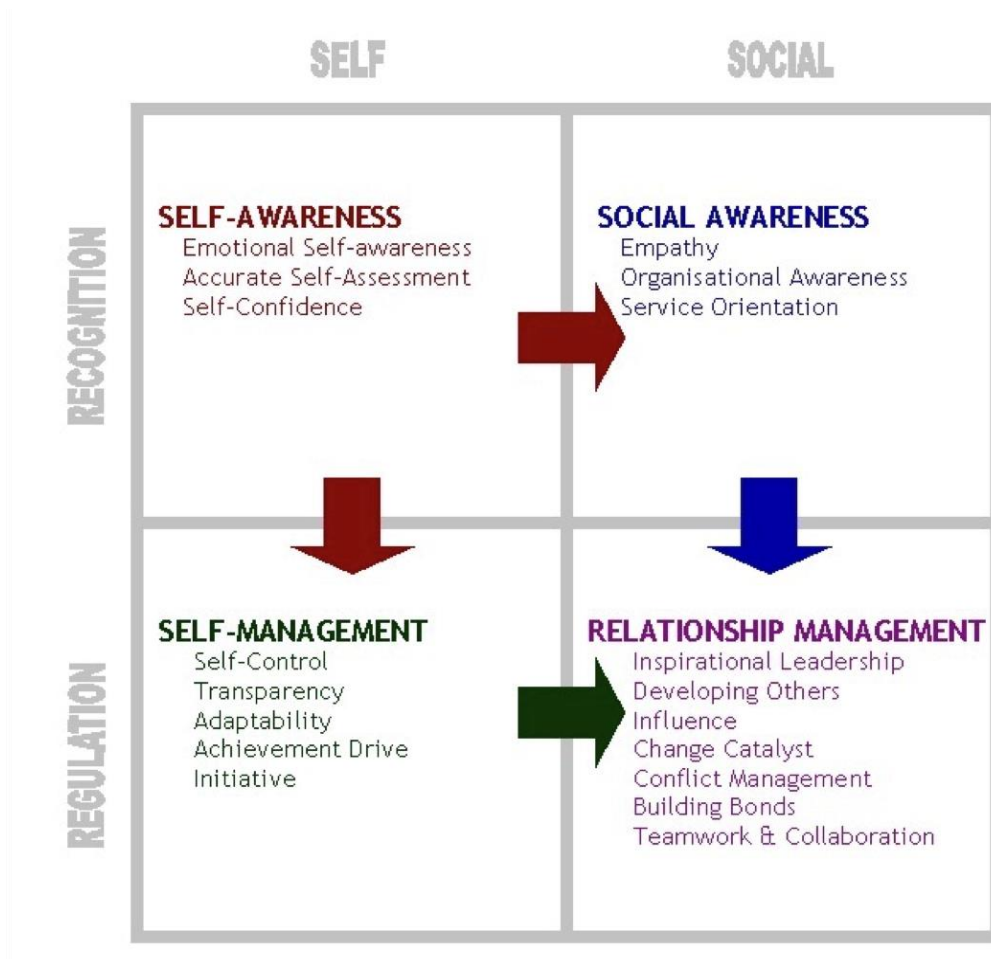 SELF
SOCIAL
RECOGNITION
SELF-AWARENESS
Emotional Self-awareness
Accurate Self-Assessment
Self-Confidence
SOCIAL AWARENESS
Empathy
Organisational Awareness
Service Orientation
REGULATION
SELF-MANAGEMENT
Self-Control
Transparency
Adaptability
Achievement Drive
Initiative
RELATIONSHIP MANAGEMENT
Inspirational Leadership
Developing Others
Influence
Change Catalyst
Conflict Management
Building Bonds
Teamwork & Collaboration